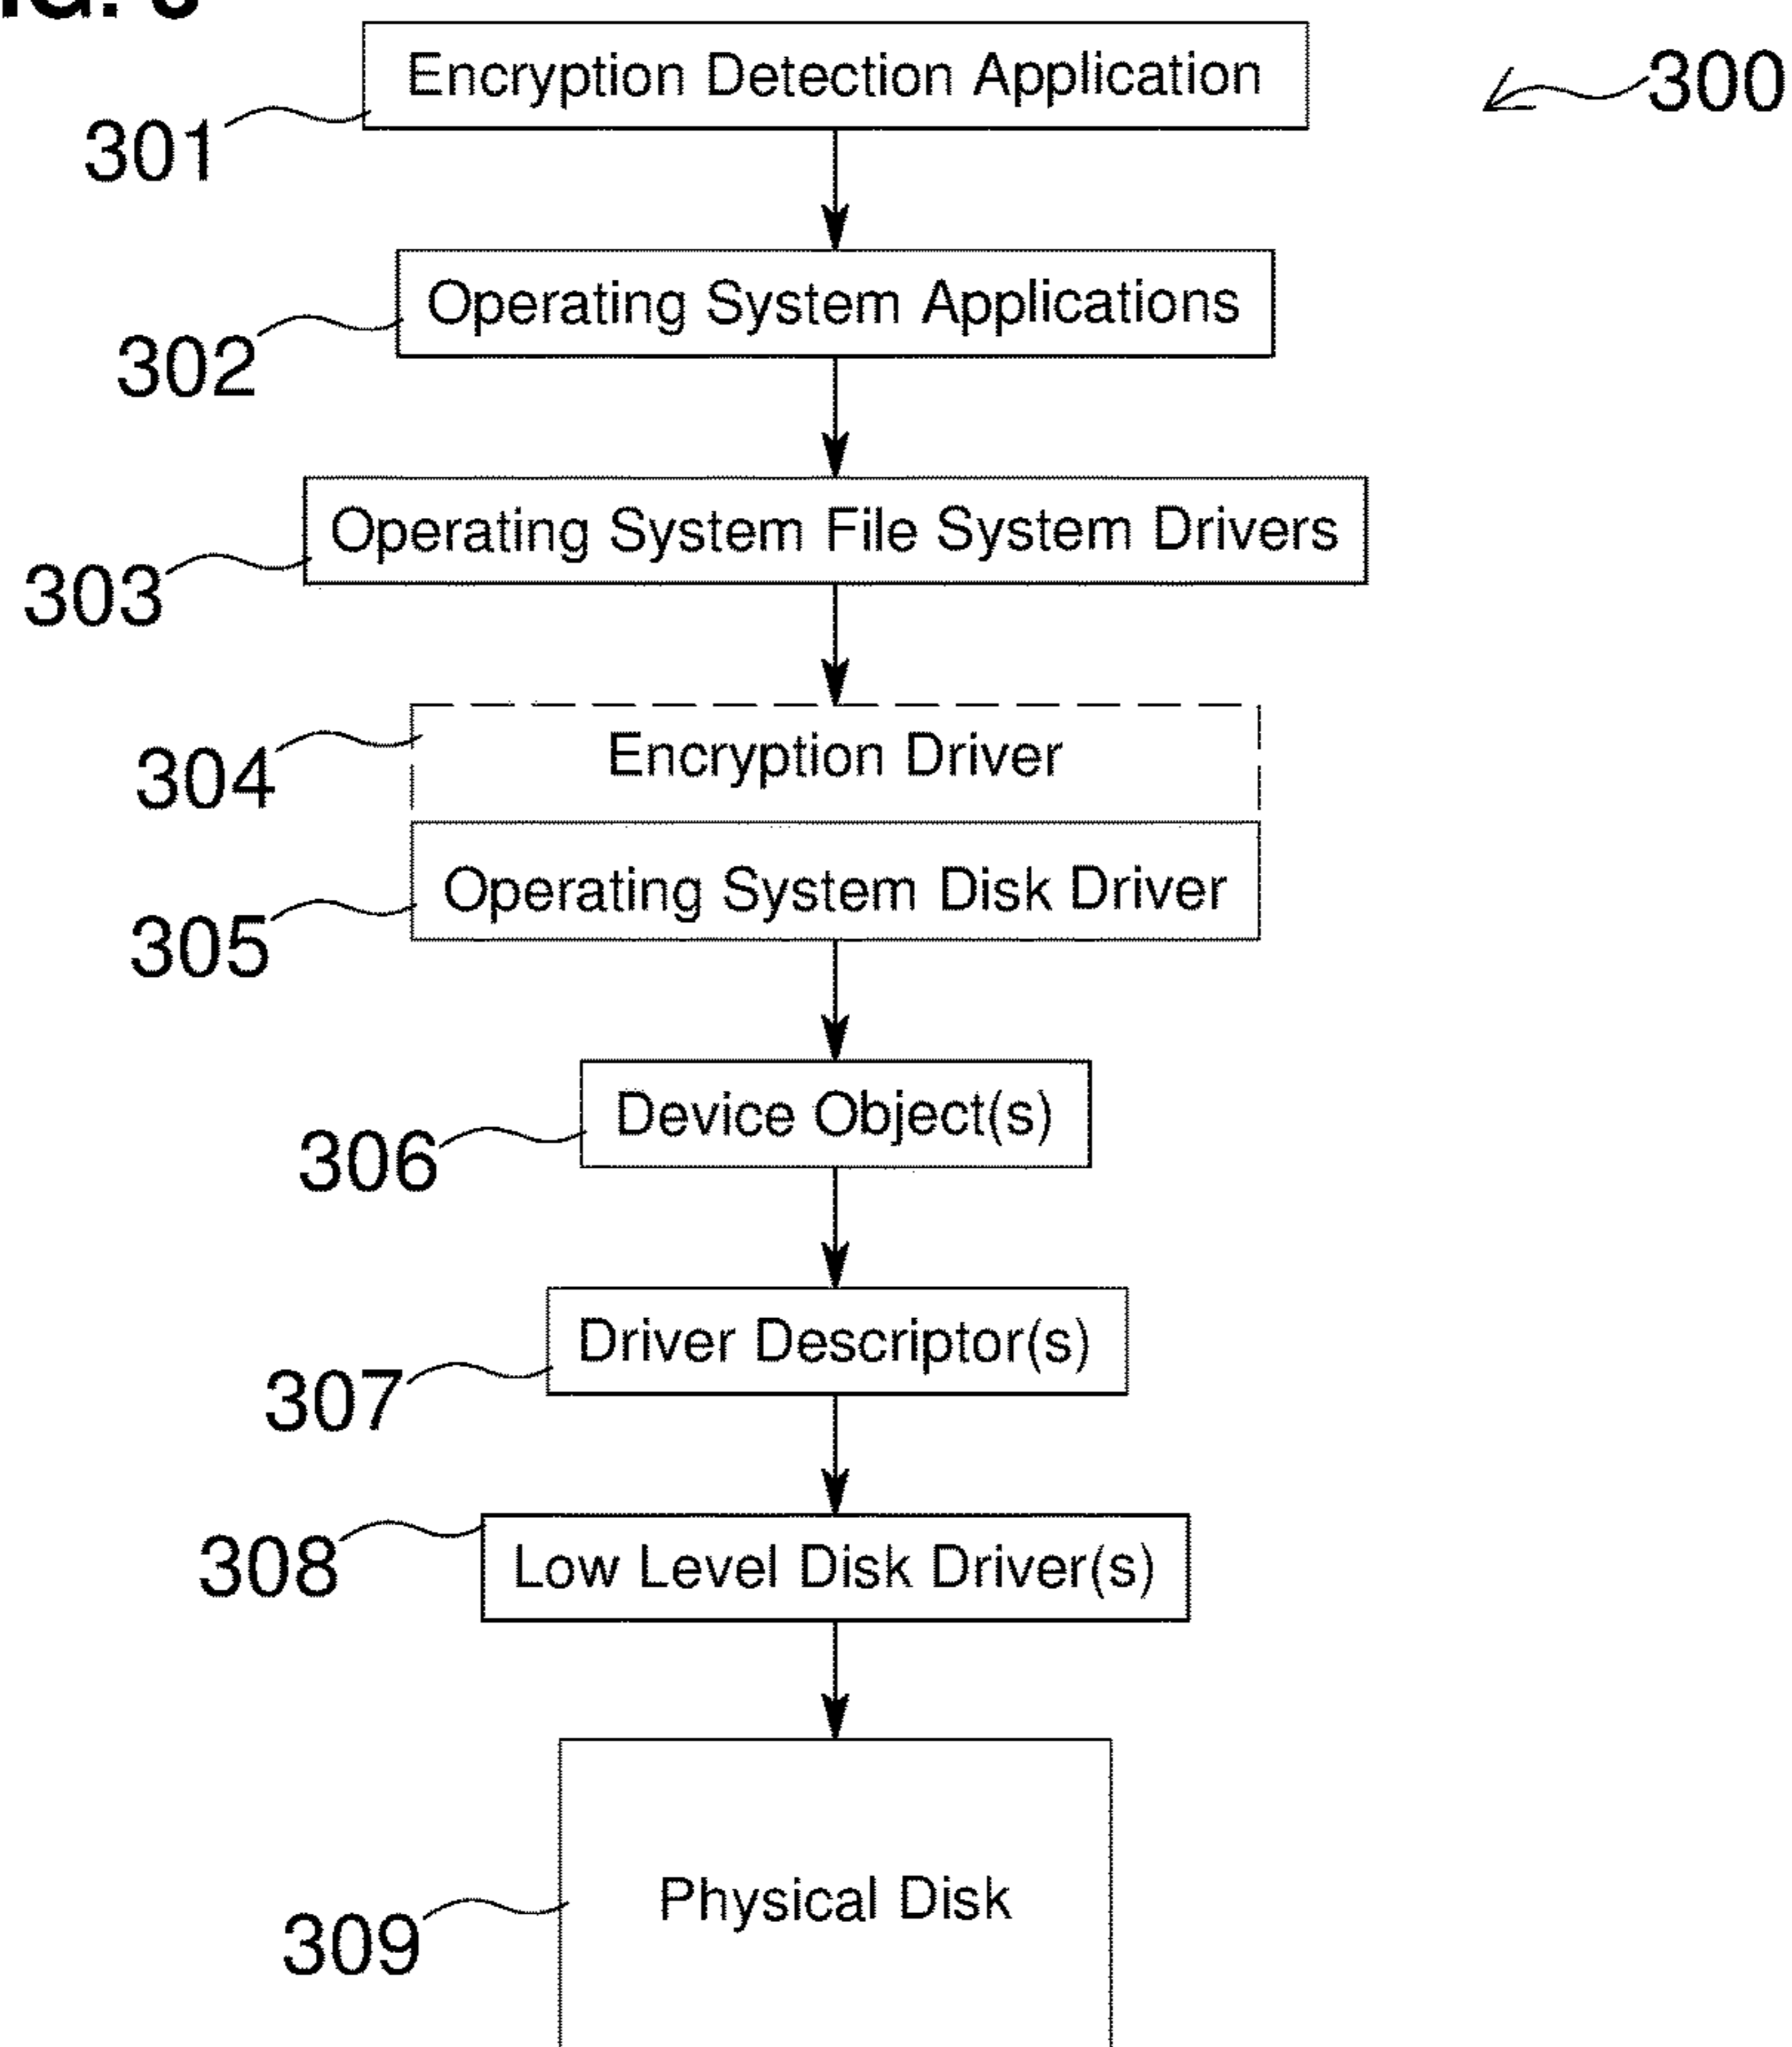 Encryption Detection Application
300
301
Operating System Applications
302
Operating System File System Drivers
303
Encryption Driver
304
Operating System Disk Driver
305
Device Object(s)
306
Driver Descriptor(s)
307
Low Level Disk Driver(s)
308
Physical Disk
309